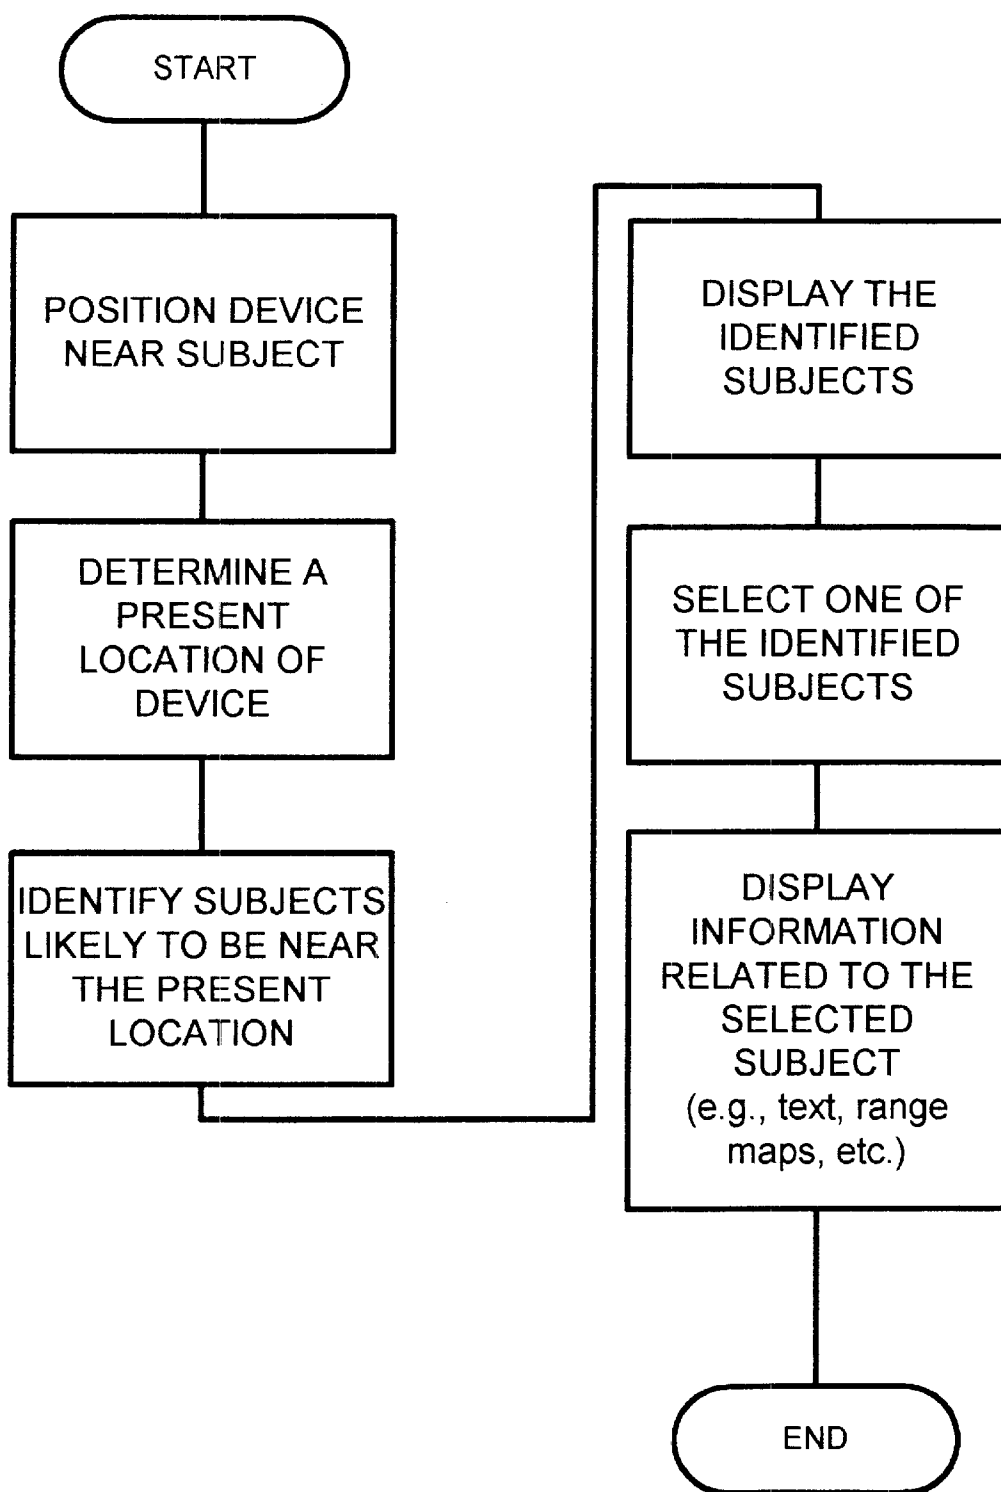 START
POSITION DEVICE
NEAR SUBJECT
DETERMINE A
PRESENT
LOCATION OF
DEVICE
IDENTIFY SUBJECTS
LIKELY TO BE NEAR
THE PRESENT
LOCATION
DISPLAY THE
IDENTIFIED
SUBJECTS
SELECT ONE OF
THE IDENTIFIED
SUBJECTS
DISPLAY
INFORMATION
RELATED TO THE
SELECTED
SUBJECT
(e.g., text, range
maps, etc.)
END